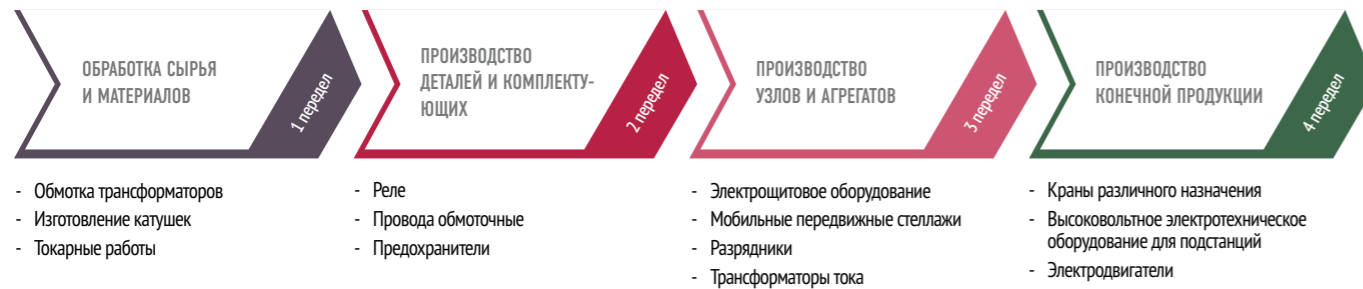 ОБРАБОТКА СЫРЬЯ
И МАТЕРИАЛОВ
1 передел
- Обмотка трансформаторов
- Изготовление катушек
- Токарные работы
ПРОИЗВОДСТВО
ДЕТАЛЕЙ И КОМПЛЕКТУ-
ЮЩИХ
2 передел
- Реле
- Провода обмоточные
- Предохранители
ПРОИЗВОДСТВО
УЗЛОВ И АГРЕГАТОВ
3 передел
- Электрощитовое оборудование
- Мобильные передвижные стеллажи
- Разрядники
- Трансформаторы тока
ПРОИЗВОДСТВО
КОНЕЧНОЙ ПРОДУКЦИИ
4 передел
- Краны различного назначения
- Высоковольтное электротехническое
оборудование для подстанций
- Электродвигатели